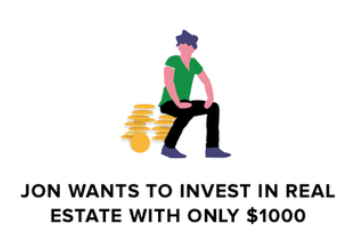 JON WANTS TO INVEST IN REAL
ESTATE WITH ONLY $1000